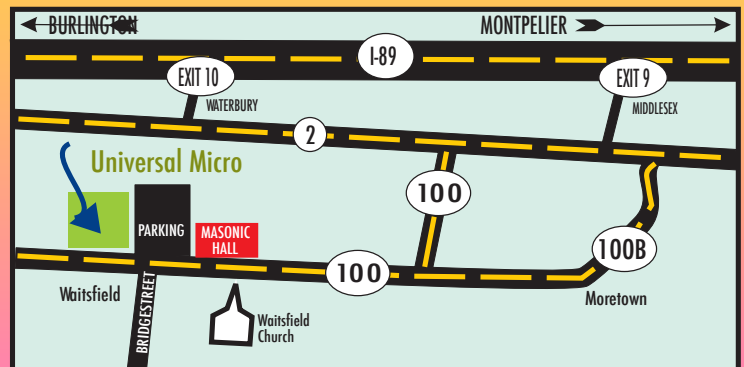 BURLINGTON
MONTPELIER
I-89
EXIT 10
EXIT 9
WATERBURY
MIDDLESEX
2
Universal Micro
100
PARKING
MASONIC
HALL
100B
100
Waitsfield
Moretown
BRIDGESTREET
Waitsfield
Church